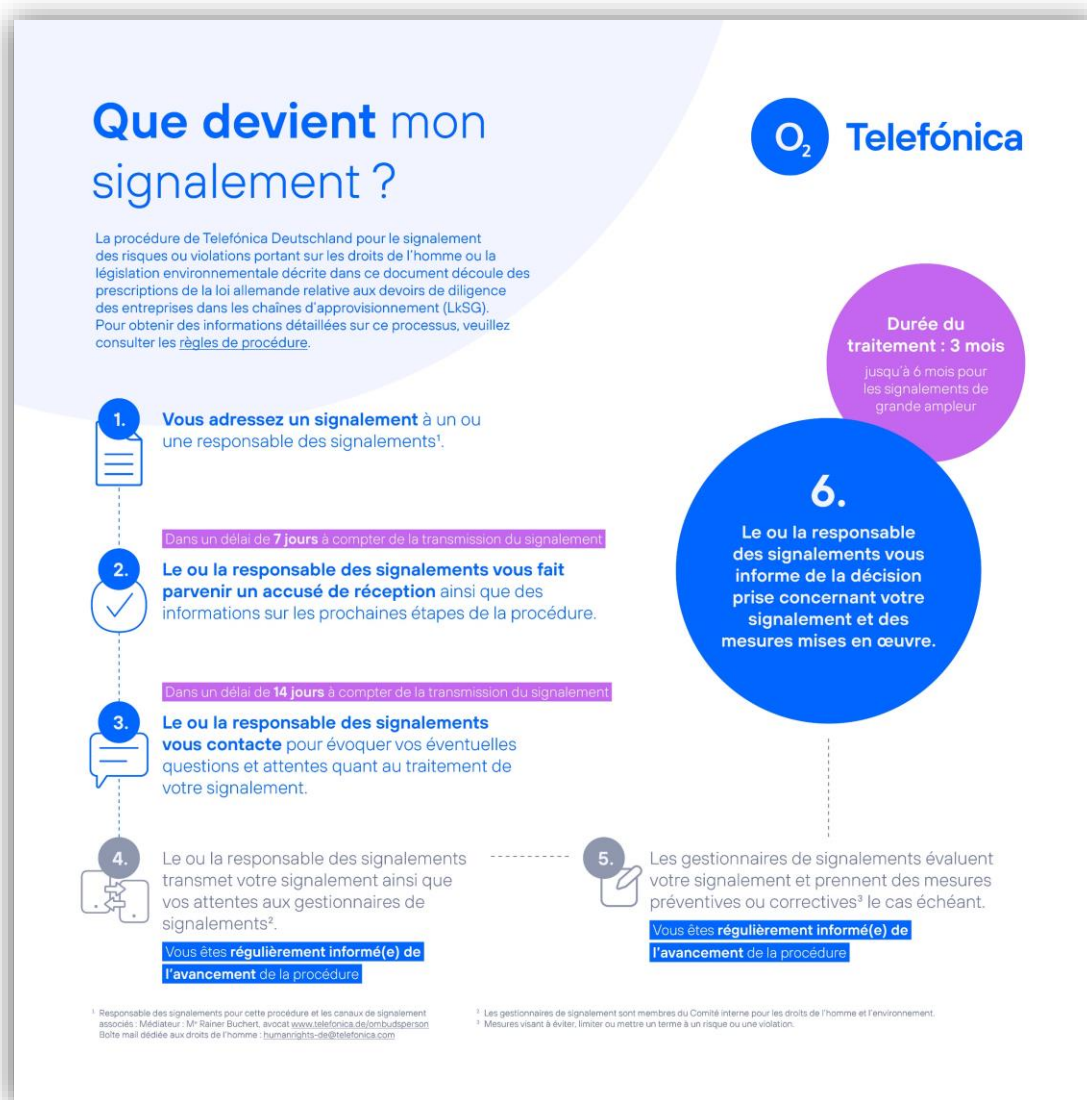 Que devient mon
signalement ?
O₂ Telefónica
La procédure de Telefónica Deutschland pour le signalement
des risques ou violations portant sur les droits de l'homme ou la
législation environnementale décrite dans ce document découle des
prescriptions de la loi allemande relative aux devoirs de diligence
des entreprises dans les chaînes d'approvisionnement (LkSG).
Pour obtenir des informations détaillées sur ce processus, veuillez
consulter les règles de procédure.
Durée du
traitement : 3 mois
jusqu'à 6 mois pour
les signalements de
grande ampleur
1.
Vous adressez un signalement à un ou
une responsable des signalements¹.
Dans un délai de 7 jours à compter de la transmission du signalement
2.
Le ou la responsable des signalements vous fait
parvenir un accusé de réception ainsi que des
informations sur les prochaines étapes de la procédure.
Dans un délai de 14 jours à compter de la transmission du signalement
3.
Le ou la responsable des signalements
vous contacte pour évoquer vos éventuelles
questions et attentes quant au traitement de
votre signalement.
4.
Le ou la responsable des signalements
transmet votre signalement ainsi que
vos attentes aux gestionnaires de
signalements².
Vous êtes régulièrement informé(e) de
l'avancement de la procédure
5.
Les gestionnaires de signalements évaluent
votre signalement et prennent des mesures
préventives ou correctives³ le cas échéant.
Vous êtes régulièrement informé(e) de
l'avancement de la procédure
6.
Le ou la responsable
des signalements vous
informe de la décision
prise concernant votre
signalement et des
mesures mises en œuvre.
¹ Responsable des signalements pour cette procédure et les canaux de signalement
associés : Médiateur : Mᵉ Rainer Buchert, avocat www.telefonica.de/ombudsperson
Boîte mail dédiée aux droits de l'homme : humanrights-de@telefonica.com
² Les gestionnaires de signalement sont membres du Comité interne pour les droits de l'homme et l'environnement.
³ Mesures visant à éviter, limiter ou mettre un terme à un risque ou une violation.